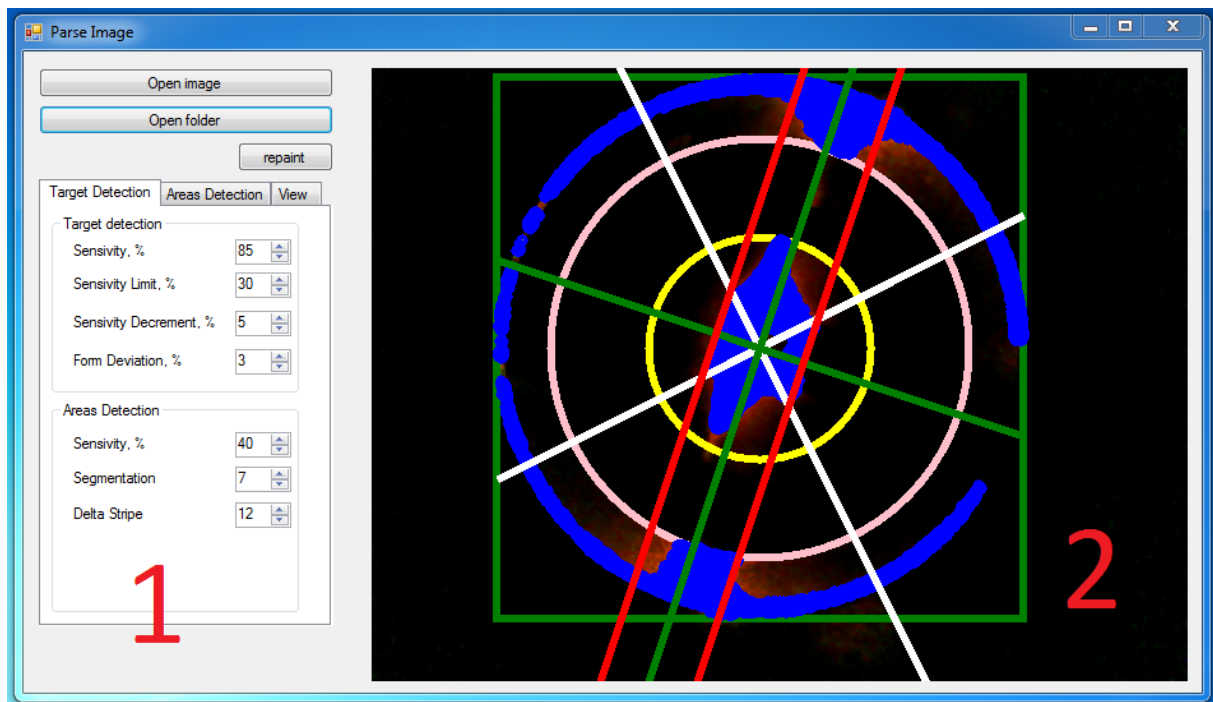 Parse Image
Open image
Open folder
repaint
Target Detection Areas Detection View
Target detection
Sensivity, % 85
Sensivity Limit, % 30
Sensivity Decrement, % 5
Form Deviation, % 3
Areas Detection
Sensivity, % 40
Segmentation 7
Delta Stripe 12
1
2